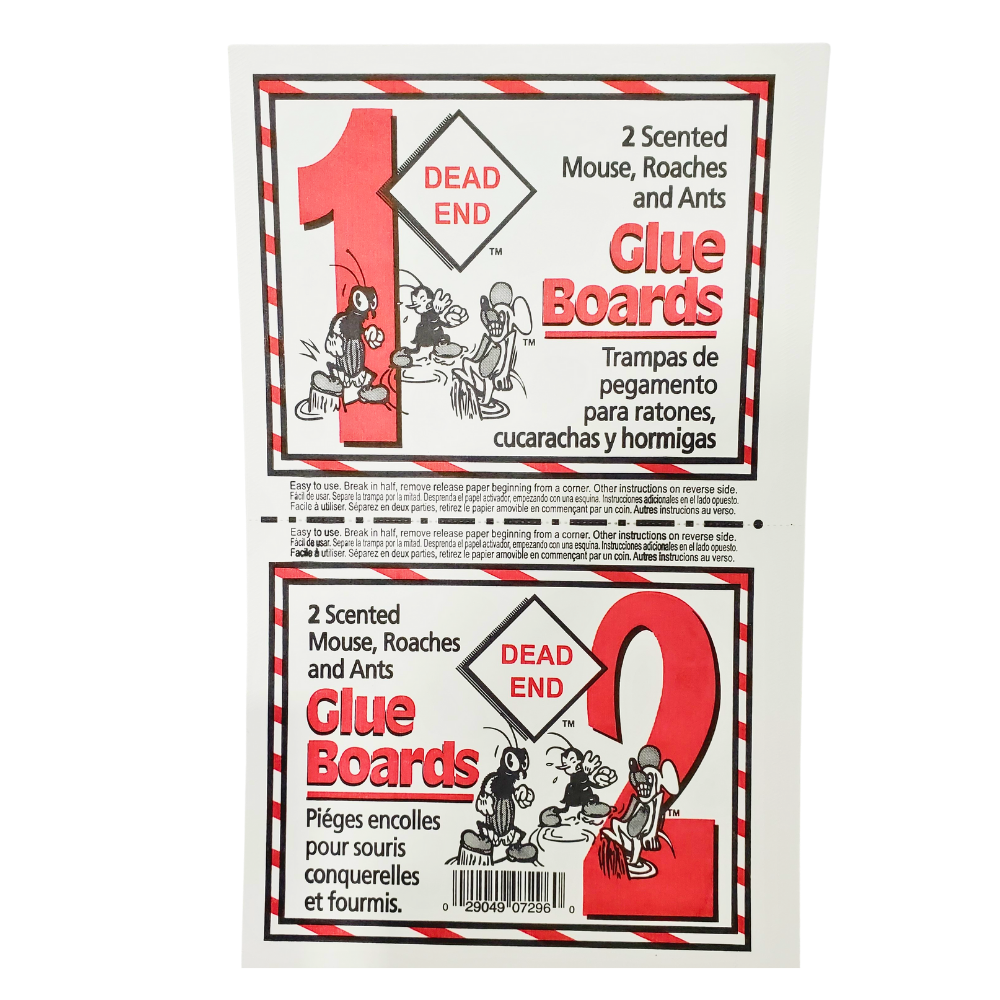 1
DEAD
END
TM
2 Scented
Mouse, Roaches
and Ants
Glue
Boards
TM
Trampas de
pegamento
para ratones,
cucarachas y hormigas
Easy to use. Break in half, remove release paper beginning from a corner. Other instructions on reverse side.
Fácil de usar. Separe la trampa por la mitad. Desprenda el papel activador, empezando con una esquina. Instrucciones adicionales en el lado opuesto.
Facile à utiliser. Séparez en deux parties, retirez le papier amovible en commençant par un coin. Autres instrucions au verso.
Easy to use. Break in half, remove release paper beginning from a corner. Other instructions on reverse side.
Fácil de usar. Separe la trampa por la mitad. Desprenda el papel activador, empezando con una esquina. Instrucciones adicionales en el lado opuesto.
Facile à utiliser. Séparez en deux parties, retirez le papier amovible en commençant par un coin. Autres instrucions au verso.
2 Scented
Mouse, Roaches
and Ants
Glue
Boards
Piéges encolles
pour souris
conquerelles
et fourmis.
DEAD
END
TM
2
TM
0 29049 07296 0